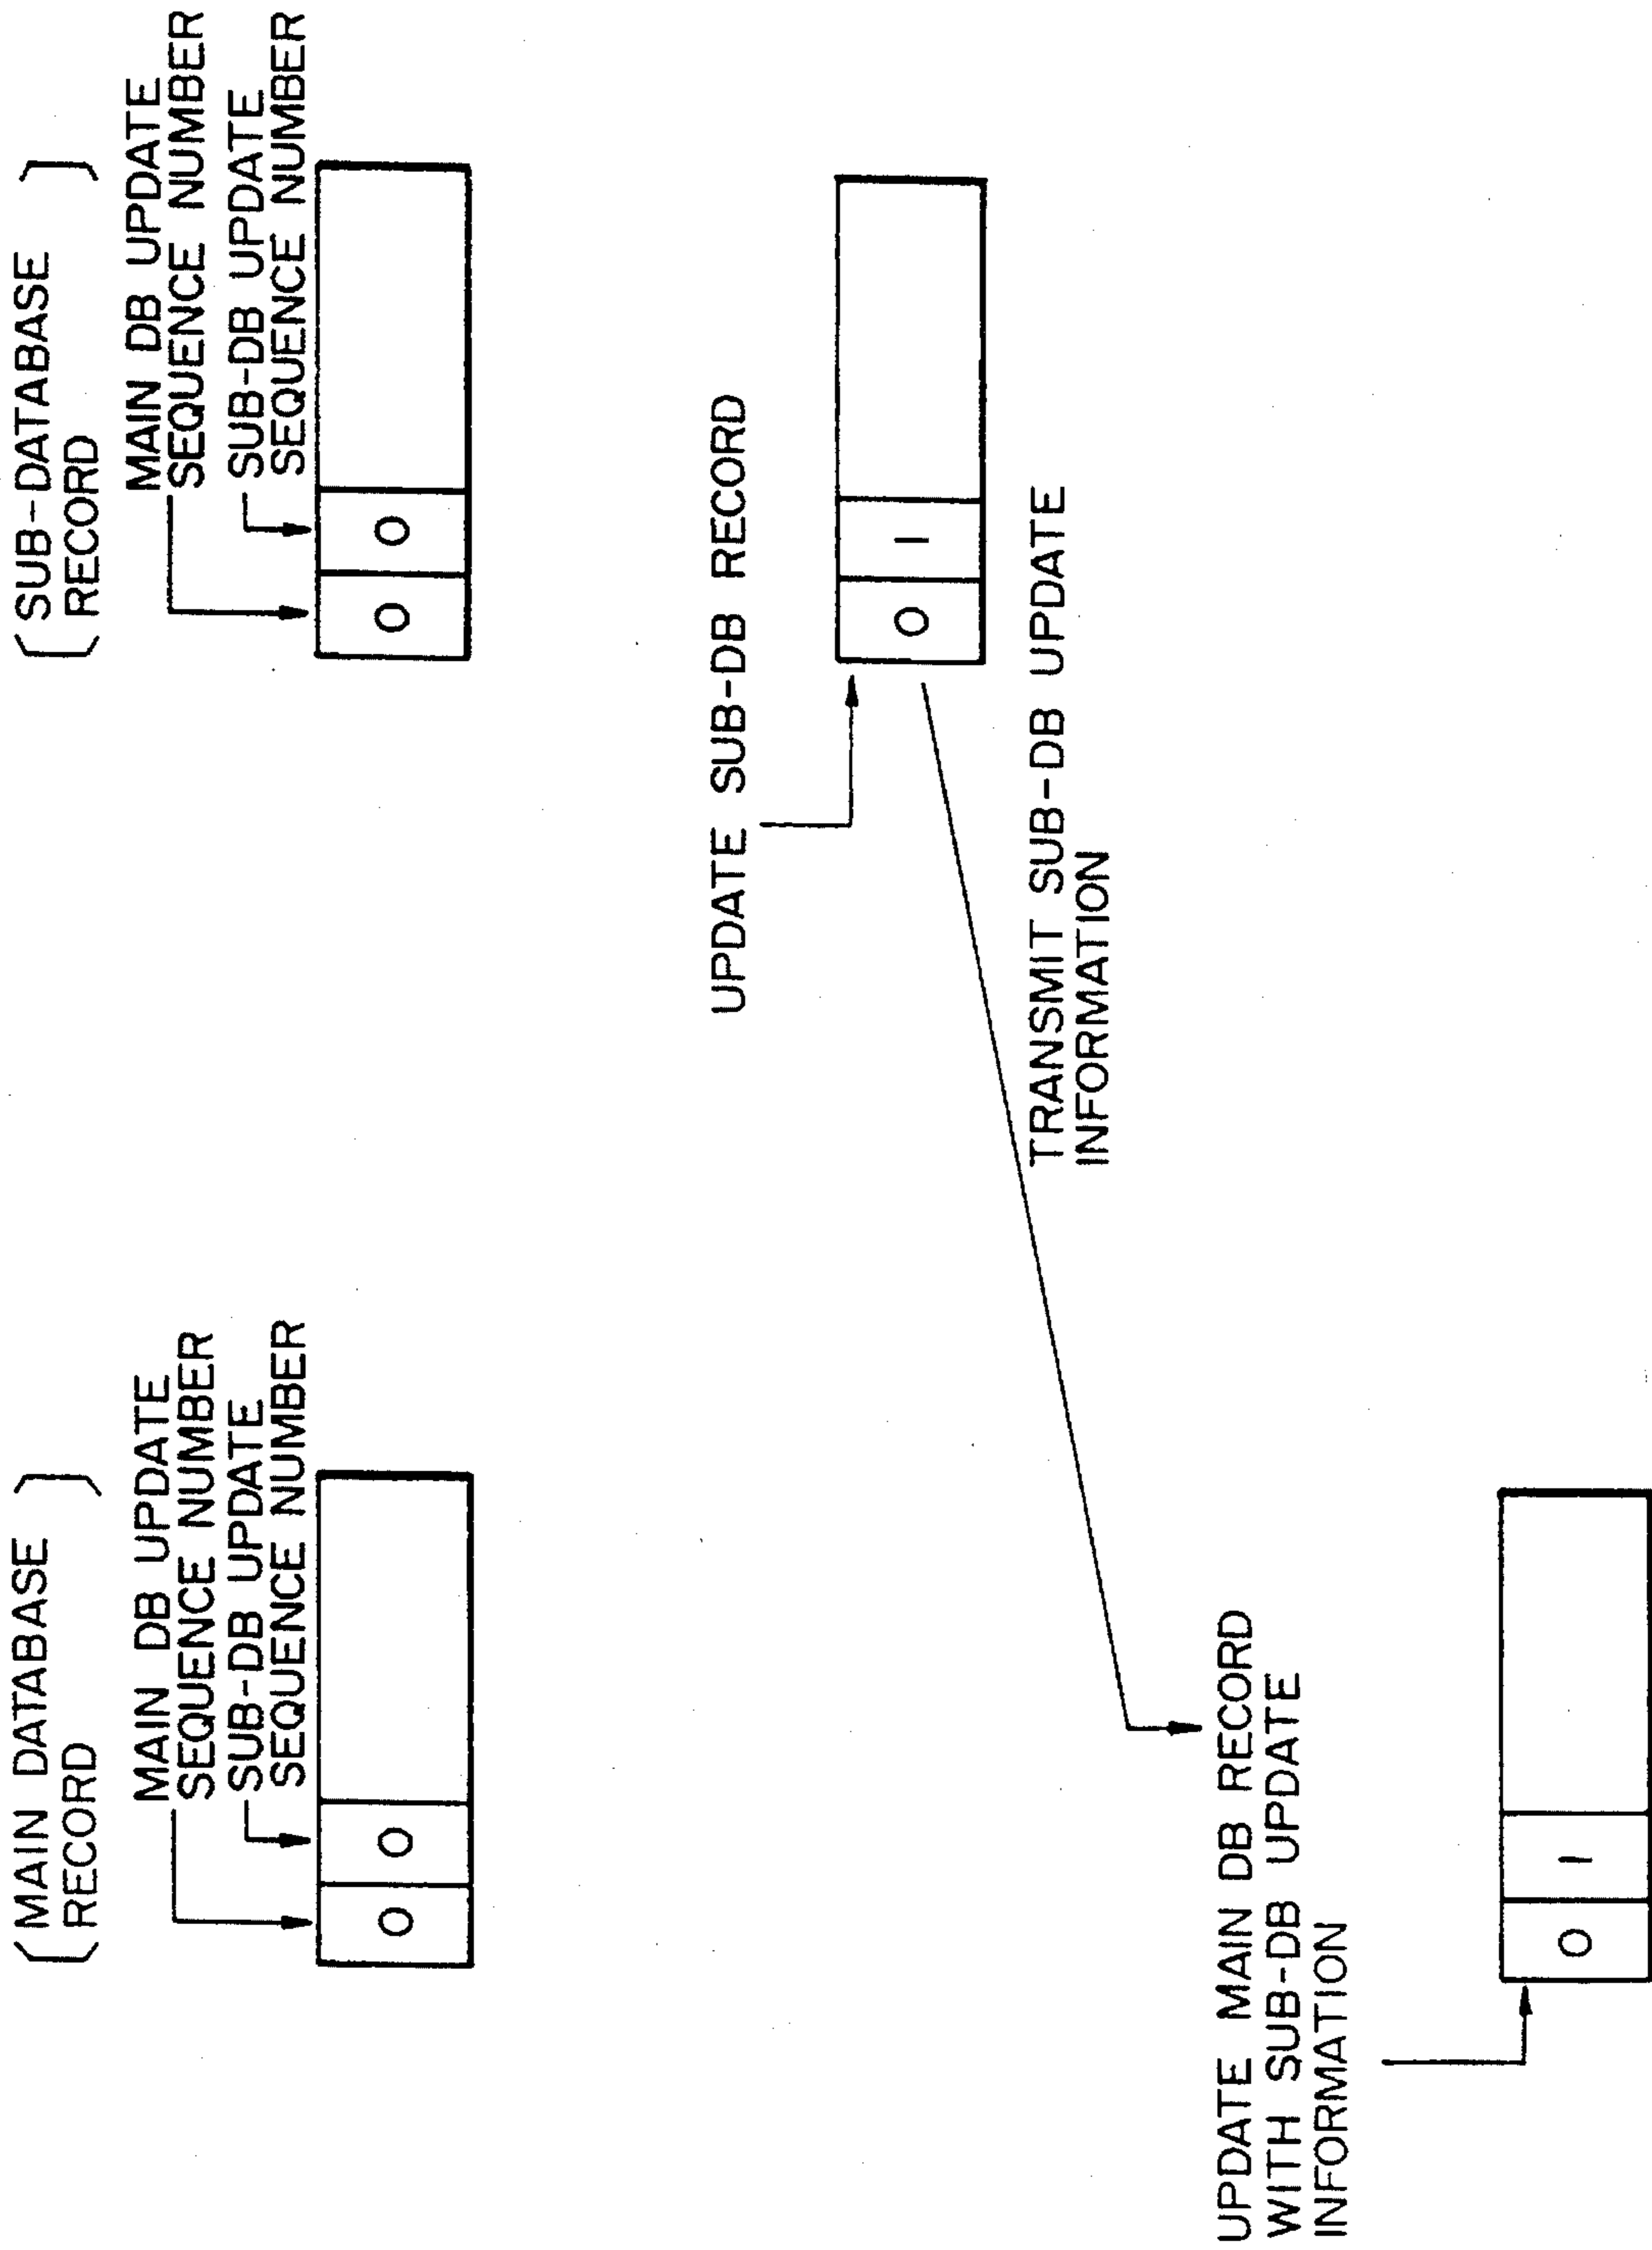 ( MAIN DATABASE )
RECORD
MAIN DB UPDATE
SEQUENCE NUMBER
SUB-DB UPDATE
SEQUENCE NUMBER
0 0
( SUB-DATABASE )
RECORD
MAIN DB UPDATE
SEQUENCE NUMBER
SUB-DB UPDATE
SEQUENCE NUMBER
0 0
UPDATE SUB-DB RECORD
0 1
TRANSMIT SUB-DB UPDATE
INFORMATION
UPDATE MAIN DB RECORD
WITH SUB-DB UPDATE
INFORMATION
0 1